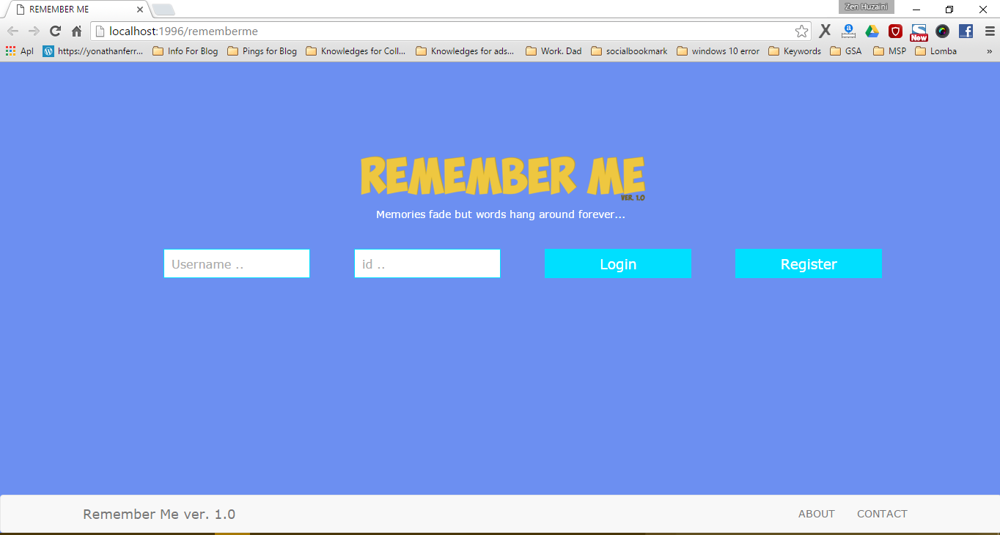 REMEMBER ME
Zen Huzaini
localhost:1996/rememberme
a
New
Apl
https://yonathanferr...
Info For Blog
Pings for Blog
Knowledges for Coll...
Knowledges for ads...
Work. Dad
socialbookmark
windows 10 error
Keywords
GSA
MSP
Lomba
»
REMEMBER ME
VER. 1.0
Memories fade but words hang around forever...
Username ..
id ..
Login
Register
Remember Me ver. 1.0
ABOUT
CONTACT